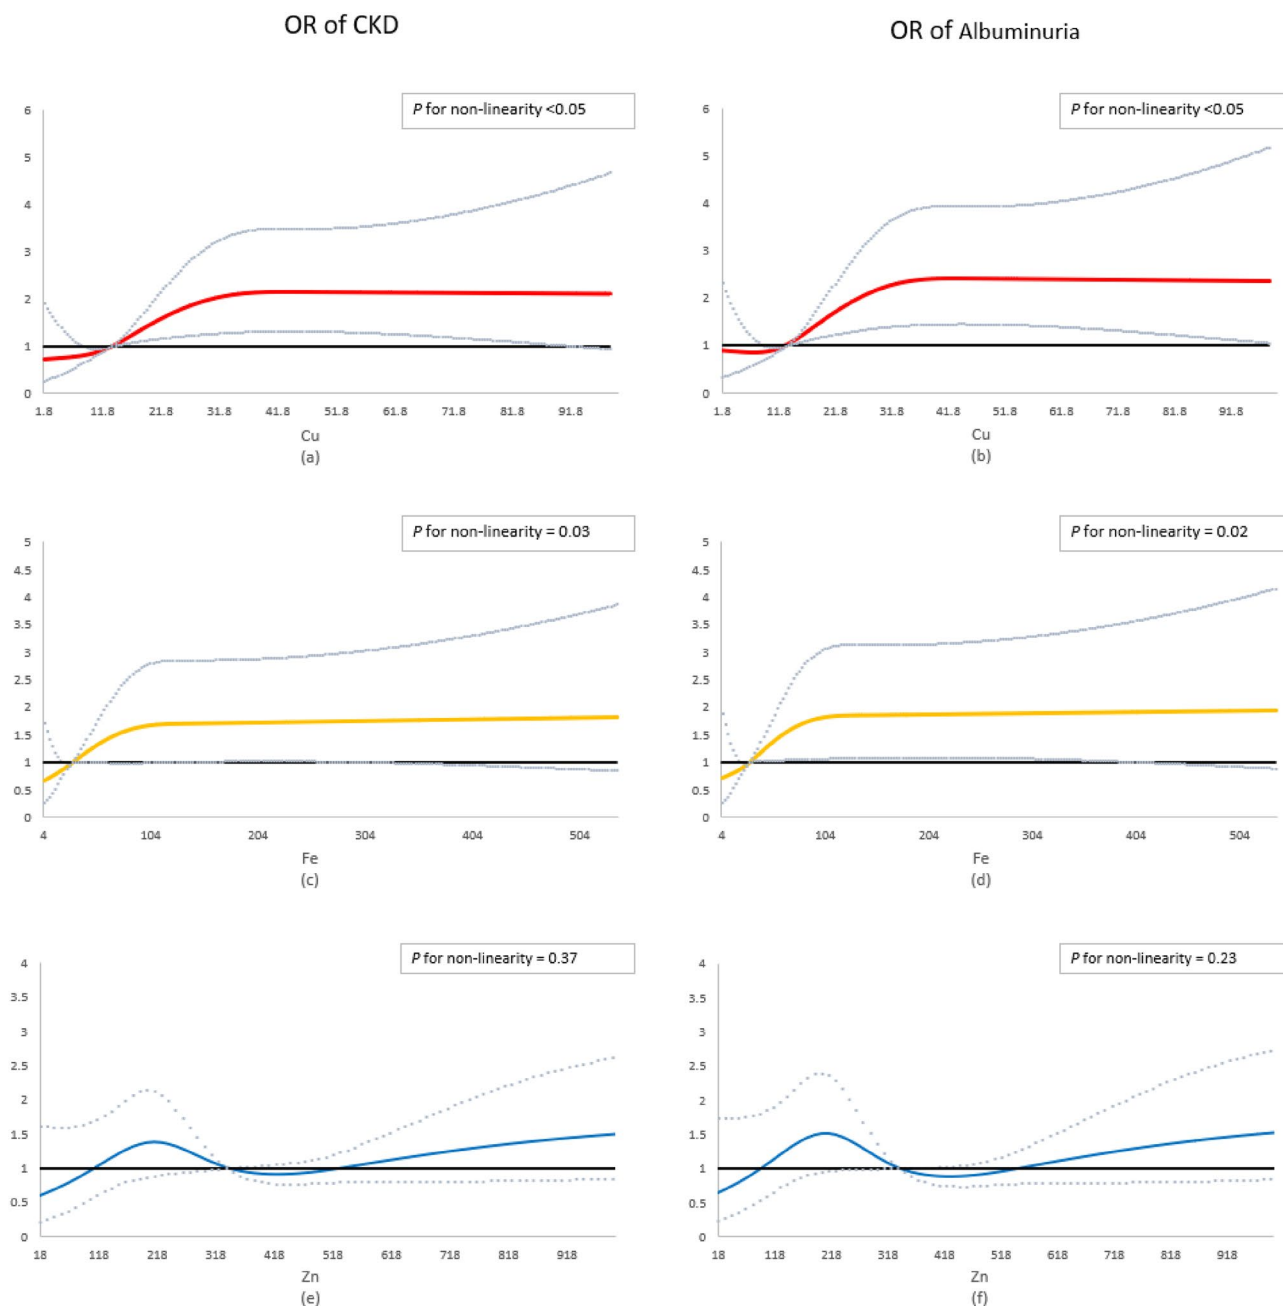 OR of CKD
OR of Albuminuria
P for non-linearity <0.05
6
5
4
3
2
1
0
1.8 11.8 21.8 31.8 41.8 51.8 61.8 71.8 81.8 91.8
Cu
(a)
P for non-linearity <0.05
6
5
4
3
2
1
0
1.8 11.8 21.8 31.8 41.8 51.8 61.8 71.8 81.8 91.8
Cu
(b)
P for non-linearity = 0.03
5
4.5
4
3.5
3
2.5
2
1.5
1
0.5
0
4 104 204 304 404 504
Fe
(c)
P for non-linearity = 0.02
5
4.5
4
3.5
3
2.5
2
1.5
1
0.5
0
4 104 204 304 404 504
Fe
(d)
P for non-linearity = 0.37
4
3.5
3
2.5
2
1.5
1
0.5
0
18 118 218 318 418 518 618 718 818 918
Zn
(e)
P for non-linearity = 0.23
4
3.5
3
2.5
2
1.5
1
0.5
0
18 118 218 318 418 518 618 718 818 918
Zn
(f)